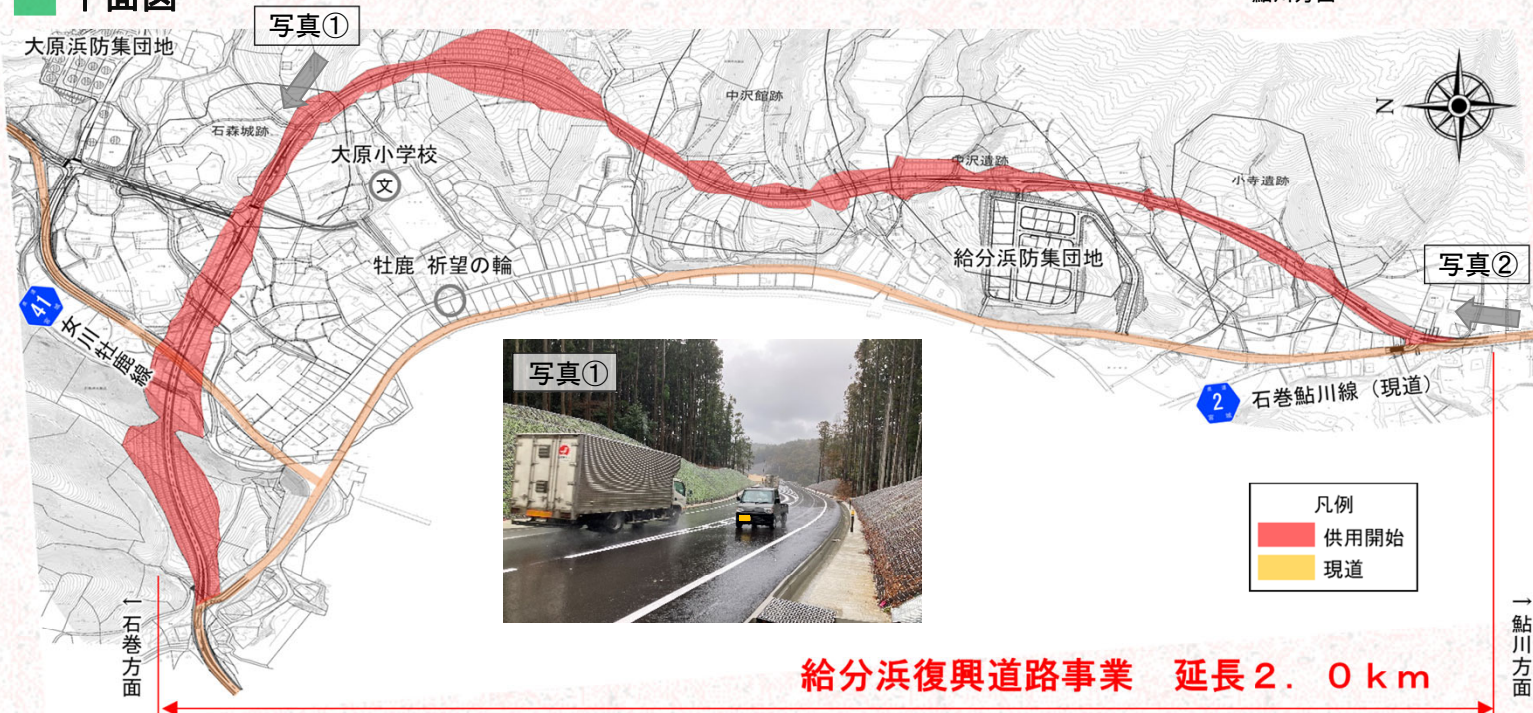 平面図
写真①
大原浜防集団地
石森城跡
大原小学校
文
牡鹿 祈望の輪
中沢館跡
中沢遺跡
小寺遺跡
N
給分浜防集団地
写真②
41
女川牡鹿線
2
石巻鮎川線（現道）
写真①
凡例
供用開始
現道
←石巻方面
→鮎川方面
給分浜復興道路事業　延長２．０ｋｍ